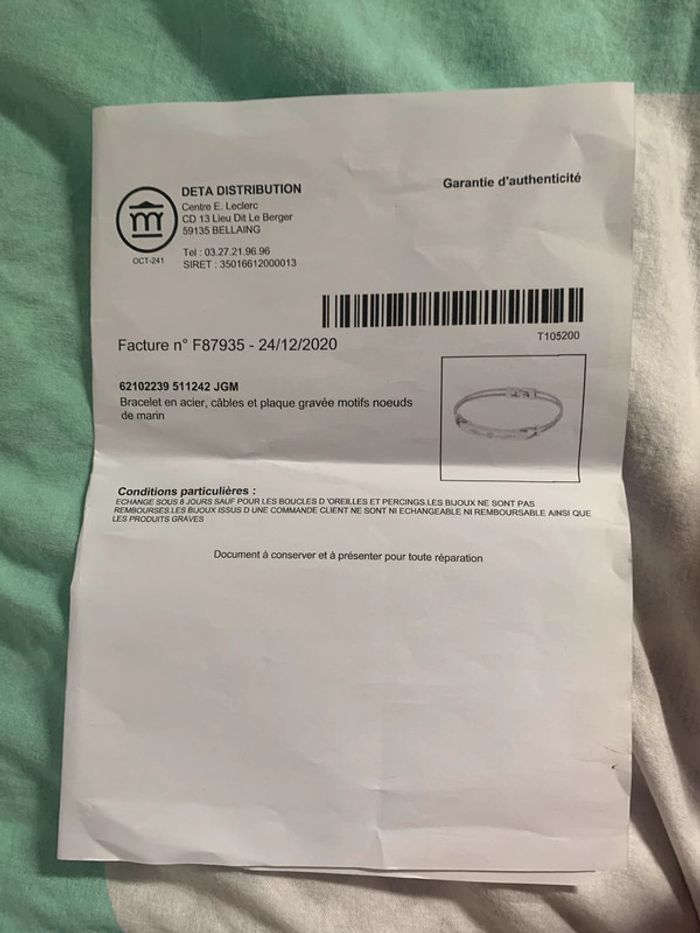 DETA DISTRIBUTION
Centre E. Leclerc
CD 13 Lieu Dit Le Berger
59135 BELLAING
Tel : 03.27.21.96.96
SIRET : 35016612000013
OCT-241
Garantie d'authenticité
T105200
Facture n° F87935 - 24/12/2020
62102239 511242 JGM
Bracelet en acier, câbles et plaque gravée motifs noeuds
de marin
Conditions particulières :
ECHANGE SOUS 8 JOURS SAUF POUR LES BOUCLES D 'OREILLES ET PERCINGS.LES BIJOUX NE SONT PAS
REMBOURSES.LES BIJOUX ISSUS D UNE COMMANDE CLIENT NE SONT NI ECHANGEABLE NI REMBOURSABLE AINSI QUE
LES PRODUITS GRAVES
Document à conserver et à présenter pour toute réparation